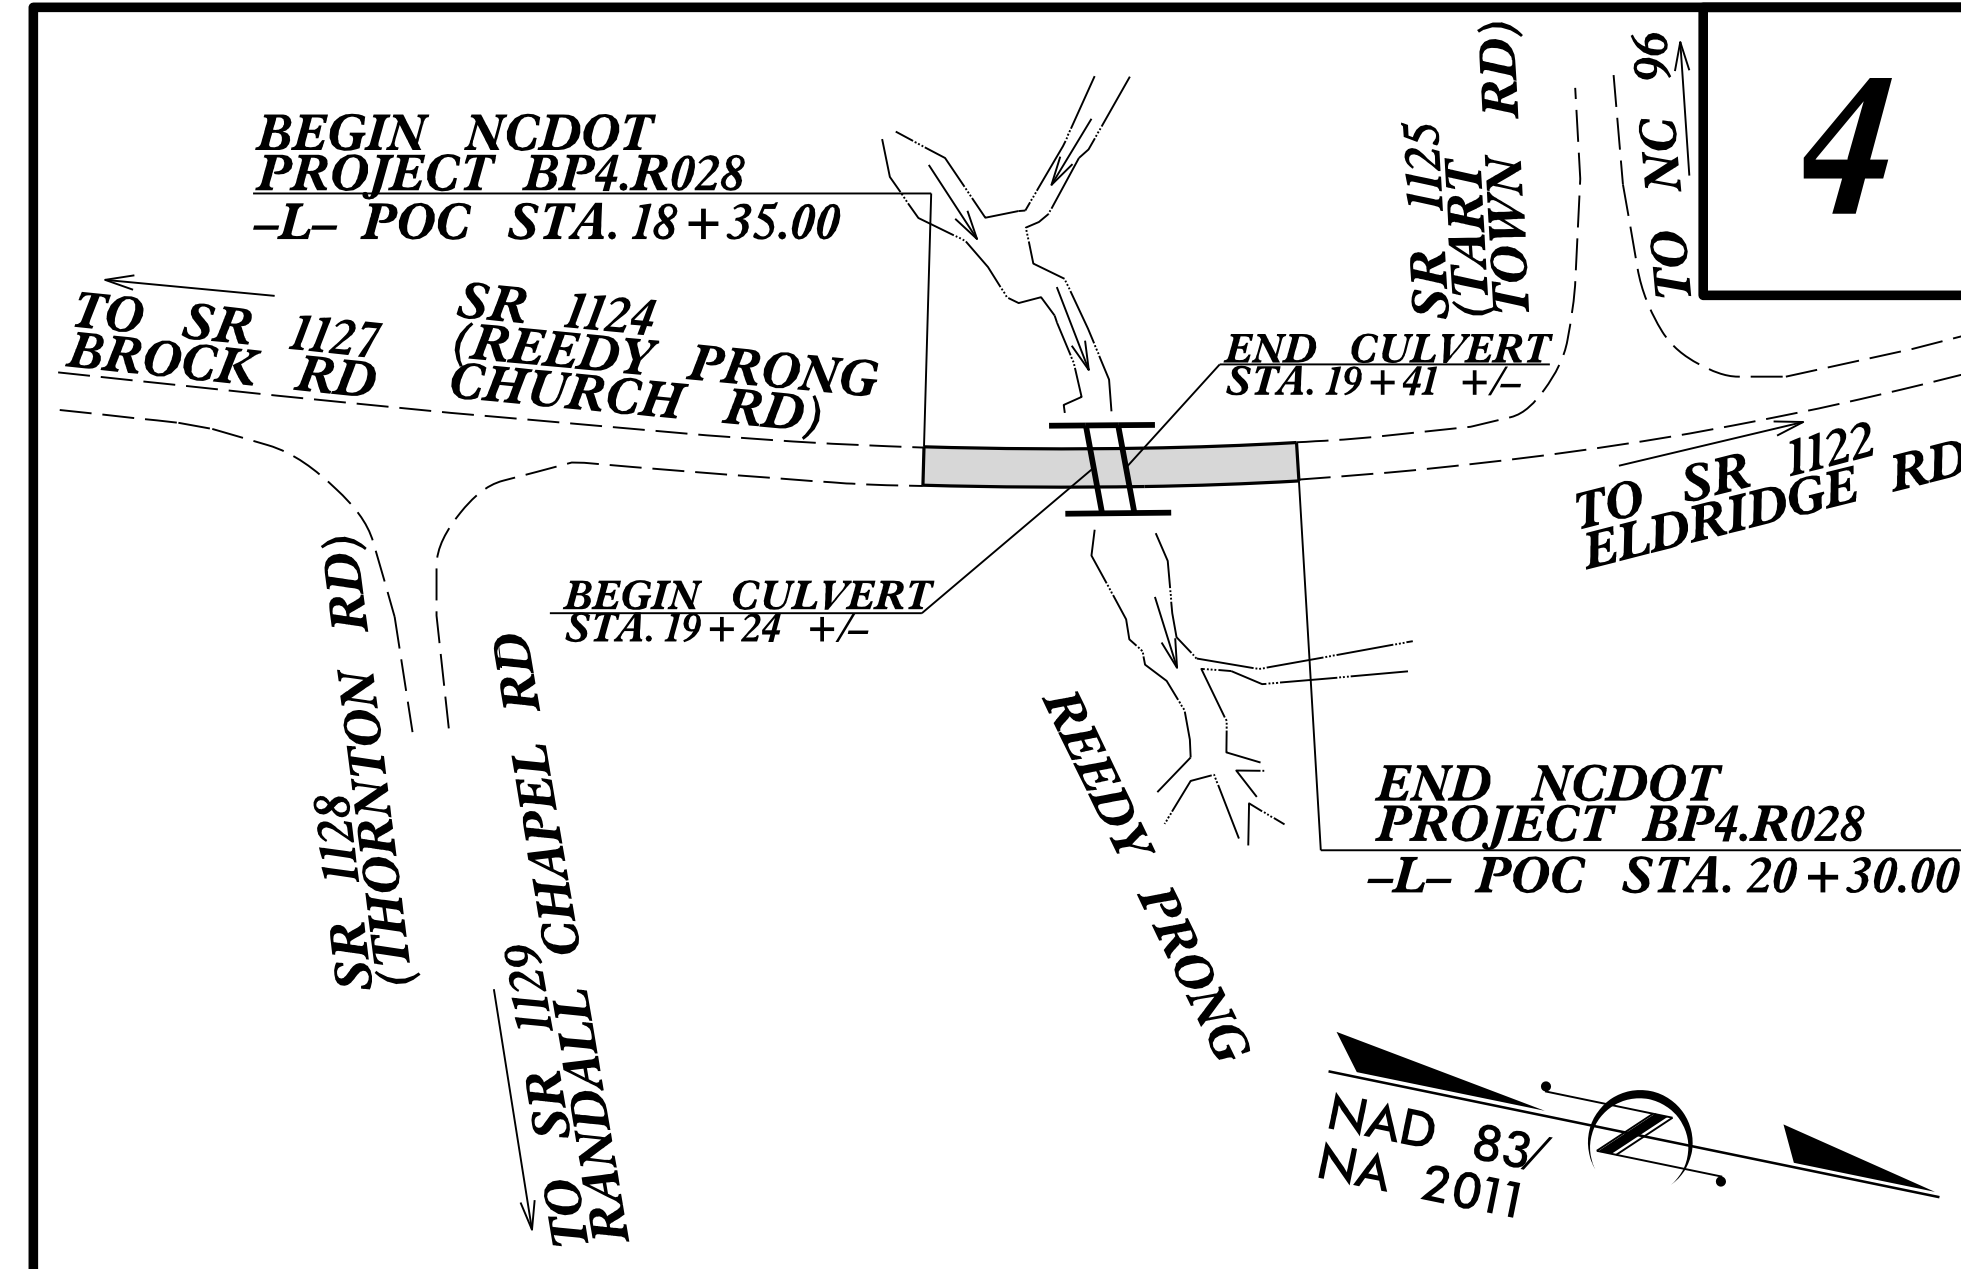 BEGIN NCDOT
PROJECT BP4.R028
–L– POC STA. 18+35.00
SR 1125
(TART
TOWN RD)
TO NC 96
4
TO SR 1127
BROCK RD
SR 1124
(REEDY PRONG
CHURCH RD)
END CULVERT
STA. 19+41 +/–
TO SR 1122
ELDRIDGE RD
BEGIN CULVERT
STA. 19+24 +/–
SR 1128
(THORNTON RD)
TO SR 1129
RANDALL CHAPEL RD
REEDY PRONG
END NCDOT
PROJECT BP4.R028
–L– POC STA. 20+30.00
NAD 83/
NA 2011